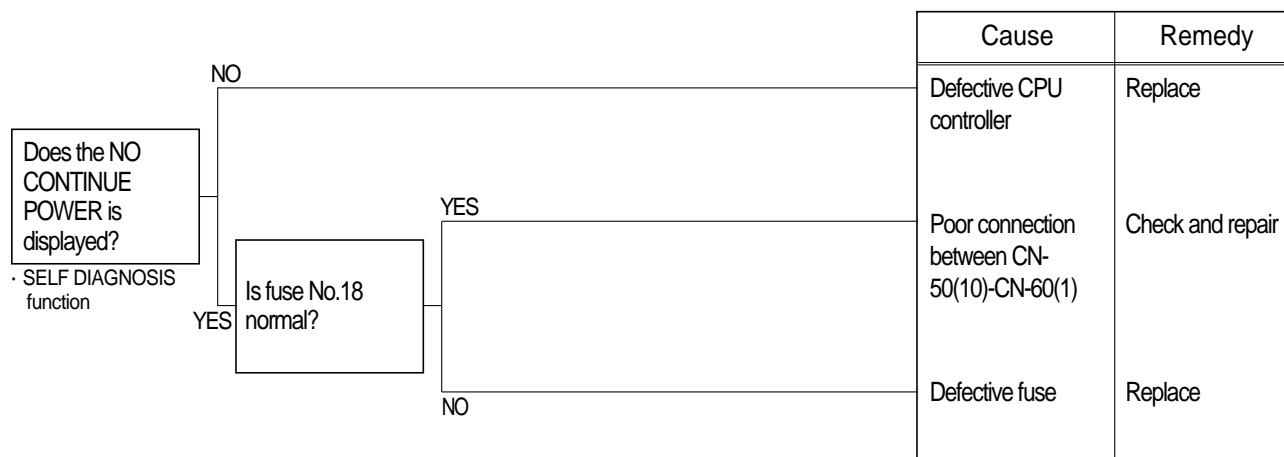 Cause
Remedy
NO
Defective CPU
controller
Replace
Does the NO
CONTINUE
POWER is
displayed?
· SELF DIAGNOSIS
function
YES
Is fuse No.18
normal?
YES
Poor connection
between CN-
50(10)-CN-60(1)
Check and repair
NO
Defective fuse
Replace